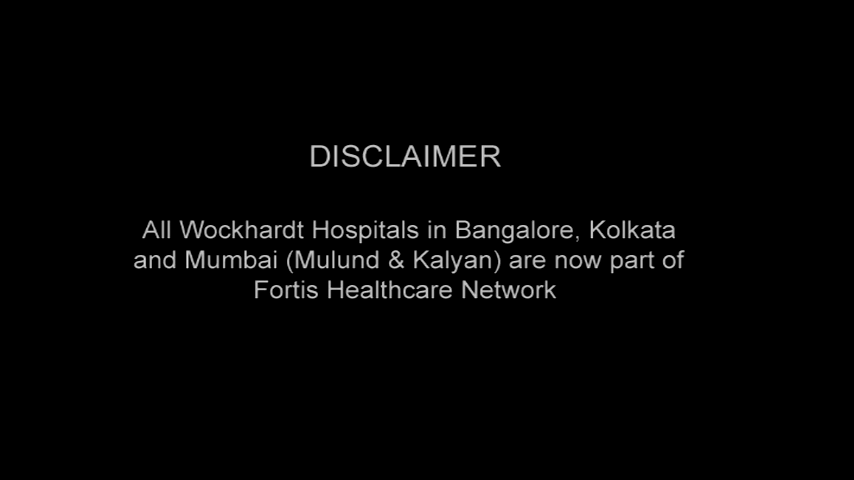 DISCLAIMER
All Wockhardt Hospitals in Bangalore, Kolkata
and Mumbai (Mulund & Kalyan) are now part of
Fortis Healthcare Network